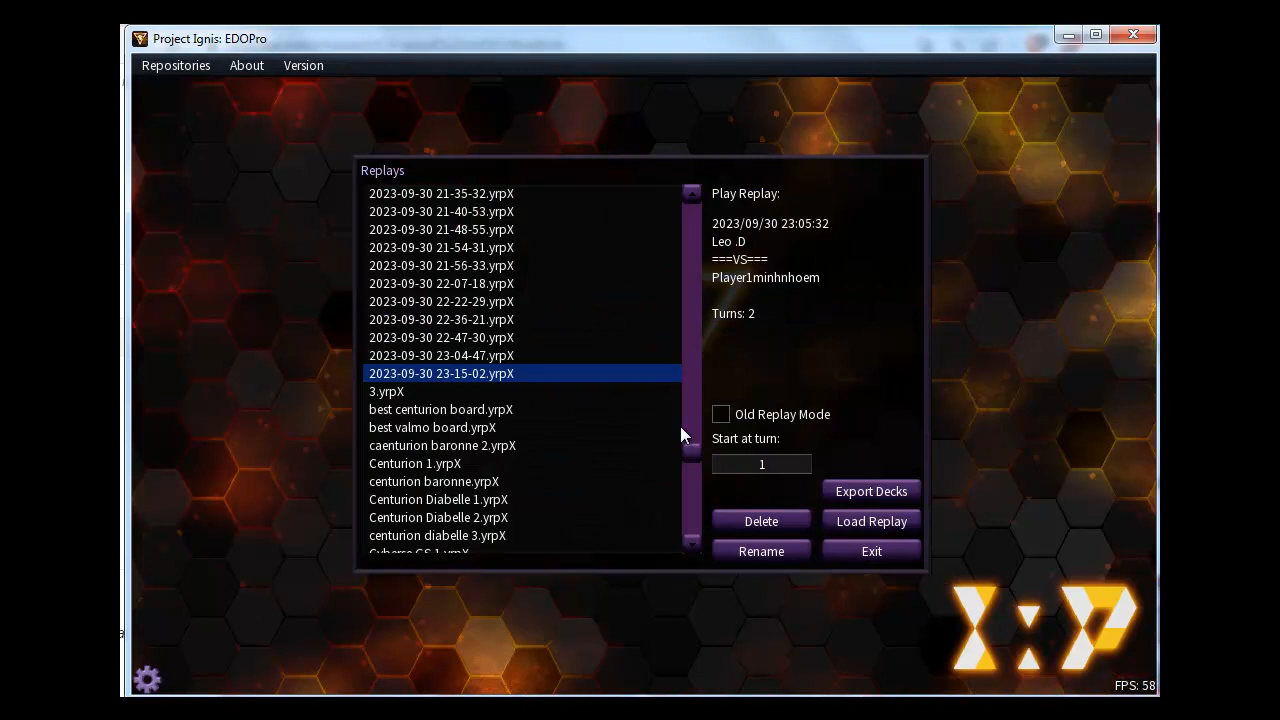 Project Ignis: EDOPro
Repositories About Version
Replays
2023-09-30 21-35-32.yrpX
2023-09-30 21-40-53.yrpX
2023-09-30 21-48-55.yrpX
2023-09-30 21-54-31.yrpX
2023-09-30 21-56-33.yrpX
2023-09-30 22-07-18.yrpX
2023-09-30 22-22-29.yrpX
2023-09-30 22-36-21.yrpX
2023-09-30 22-47-30.yrpX
2023-09-30 23-04-47.yrpX
2023-09-30 23-15-02.yrpX
3.yrpX
best centurion board.yrpX
best valmo board.yrpX
caenturion baronne 2.yrpX
Centurion 1.yrpX
centurion baronne.yrpX
Centurion Diabelle 1.yrpX
Centurion Diabelle 2.yrpX
centurion diabelle 3.yrpX
Cyberse GS 1.yrpX
Play Replay:
2023/09/30 23:05:32
Leo .D
===VS===
Player1minhnhoem
Turns: 2
Old Replay Mode
Start at turn:
1
Export Decks
Delete Load Replay
Rename Exit
X:P
FPS: 58